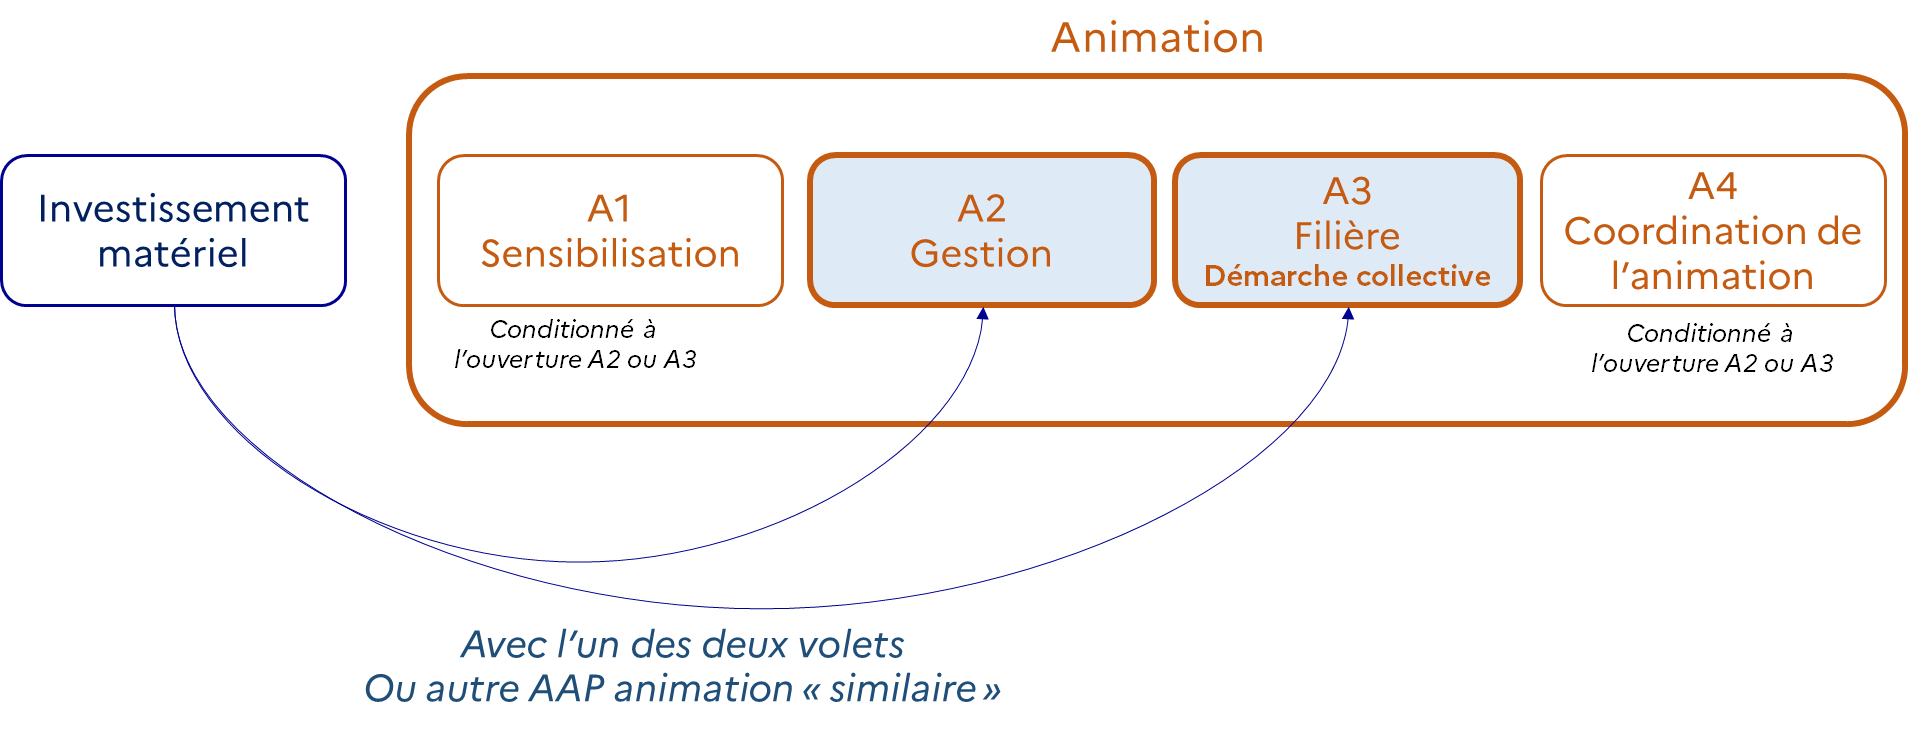 Animation
Investissement
matériel
A1
Sensibilisation
Conditionné à
l’ouverture A2 ou A3
A2
Gestion
A3
Filière
Démarche collective
A4
Coordination de
l’animation
Conditionné à
l’ouverture A2 ou A3
Avec l’un des deux volets
Ou autre AAP animation « similaire »